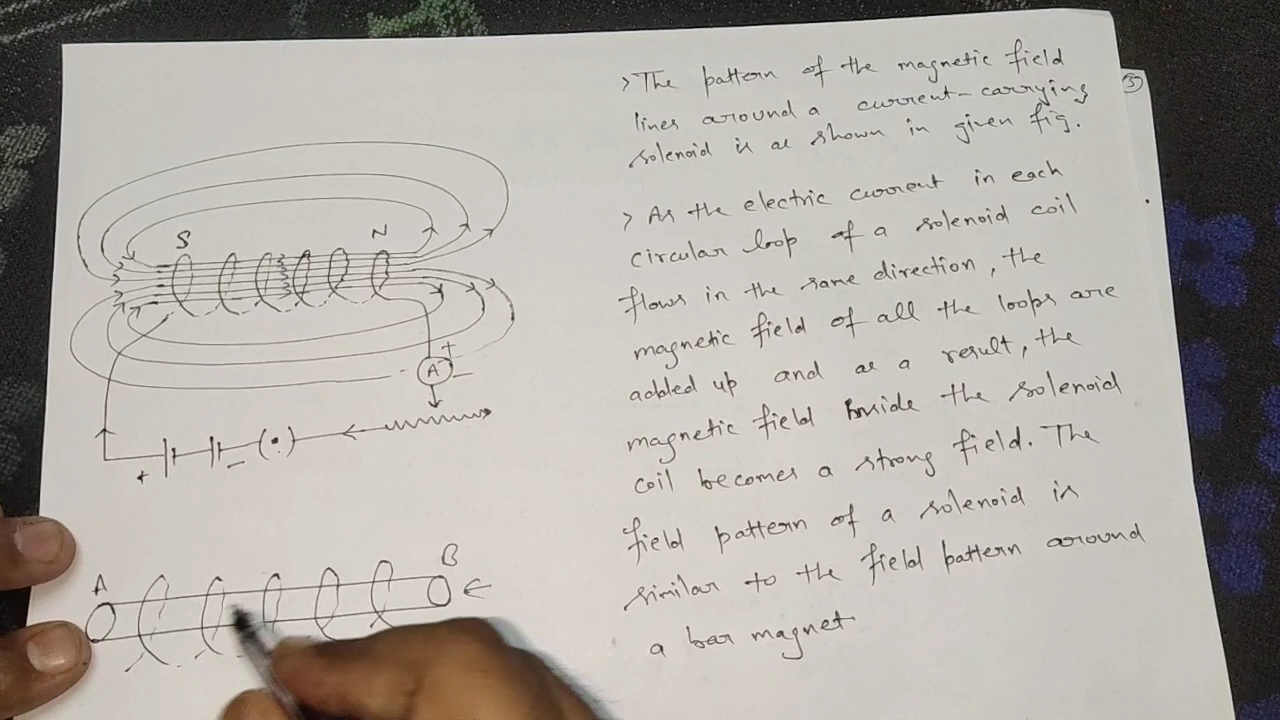 > The pattern of the magnetic field
lines around a current-carrying
solenoid is as shown in given fig.
> As the electric current in each
circular loop of a solenoid coil
flows in the same direction, the
magnetic field of all the loops are
added up and as a result, the
magnetic field inside the solenoid
coil becomes a strong field. The
field pattern of a solenoid is
similar to the field pattern around
a bar magnet.
5
S
N
+
A
-
+
-
A
B